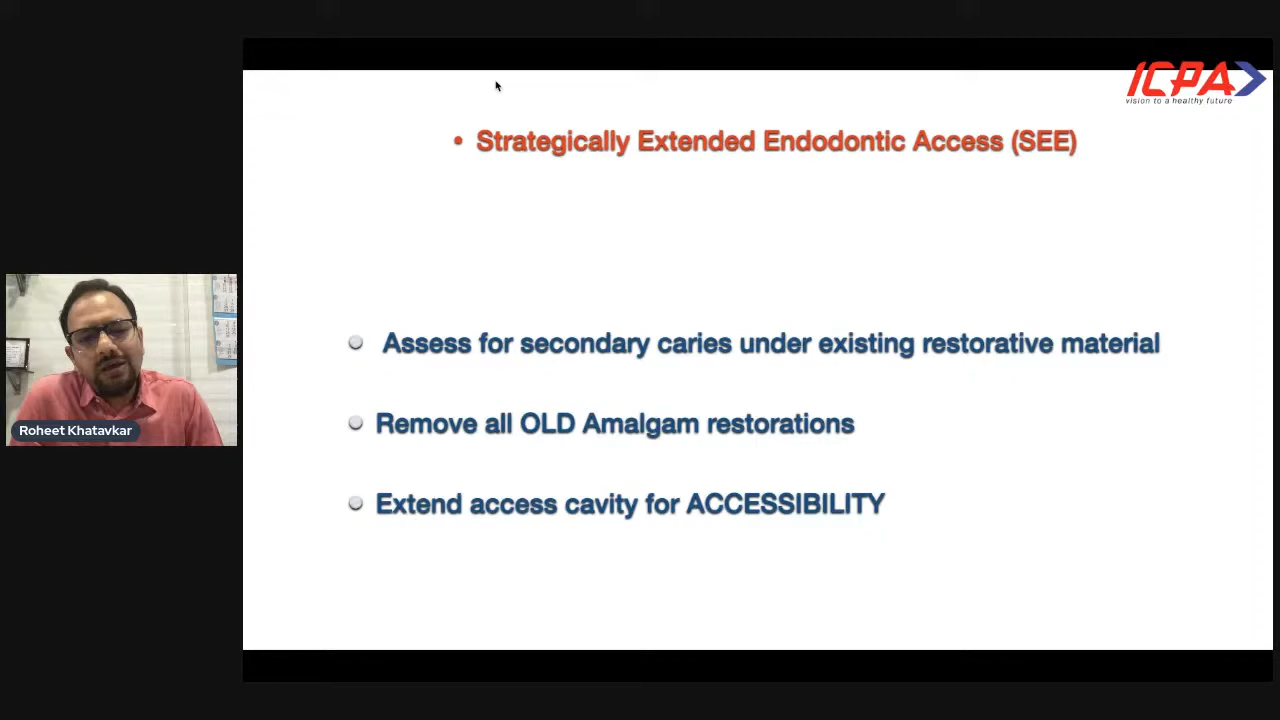 ICPA
vision to a healthy future
• Strategically Extended Endodontic Access (SEE)
Assess for secondary caries under existing restorative material
Remove all OLD Amalgam restorations
Extend access cavity for ACCESSIBILITY
Roheet Khatavkar